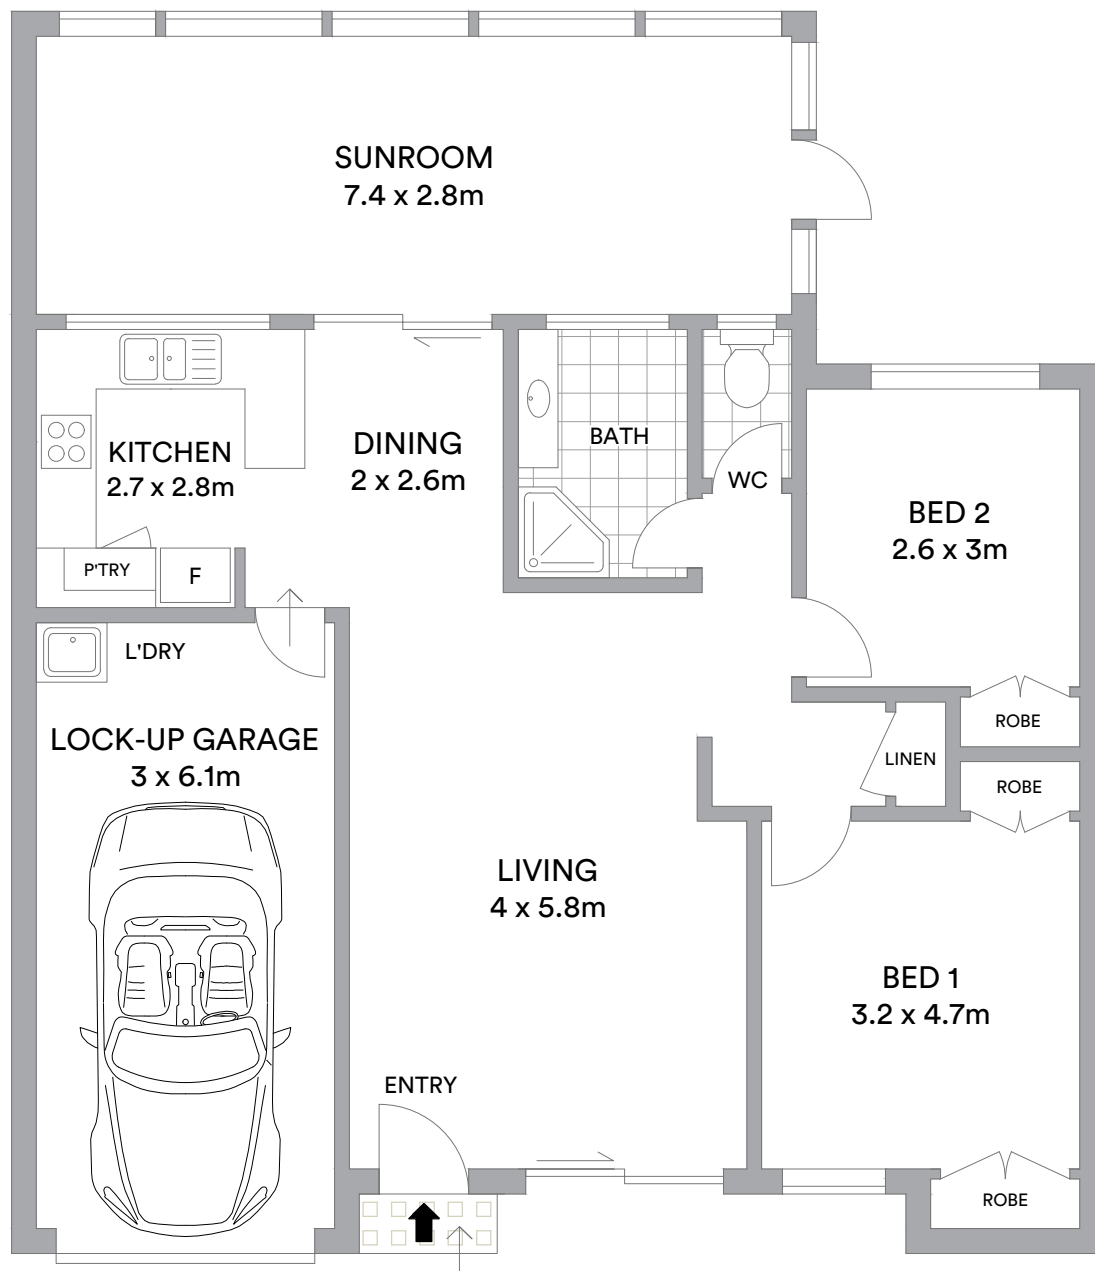 SUNROOM
7.4 x 2.8m
KITCHEN
2.7 x 2.8m
DINING
2 x 2.6m
BATH
WC
BED 2
2.6 x 3m
P'TRY
F
L'DRY
ROBE
LINEN
ROBE
LOCK-UP GARAGE
3 x 6.1m
LIVING
4 x 5.8m
BED 1
3.2 x 4.7m
ENTRY
ROBE